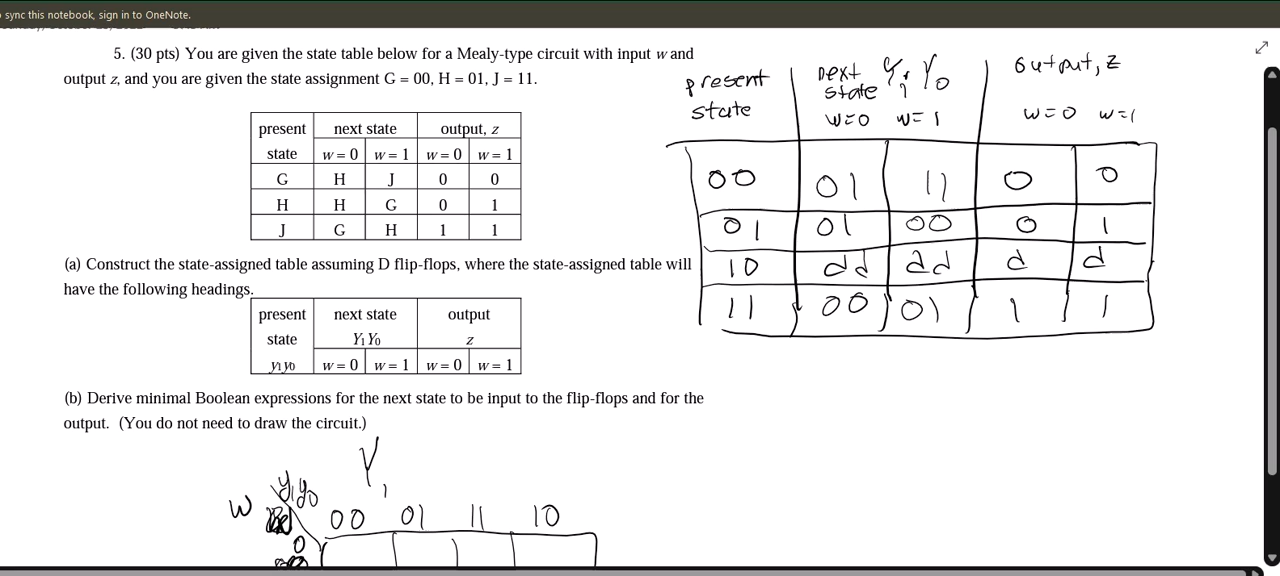 sync this notebook, sign in to OneNote.
5. (30 pts) You are given the state table below for a Mealy-type circuit with input w and
output z, and you are given the state assignment G = 00, H = 01, J = 11.
present next state output, z
state w = 0 w = 1 w = 0 w = 1
G H J 0 0
H H G 0 1
J G H 1 1
(a) Construct the state-assigned table assuming D flip-flops, where the state-assigned table will
have the following headings.
present next state output
state Y1Y0 z
y1y0 w = 0 w = 1 w = 0 w = 1
(b) Derive minimal Boolean expressions for the next state to be input to the flip-flops and for the
output. (You do not need to draw the circuit.)
present next Y1 Y0 output, z
state state
w=0 w=1 w=0 w=1
00 01 11 0 0
01 01 00 0 1
10 dd dd d d
11 00 01 1 1
Y1
y1y0
w 00 01 11 10
0